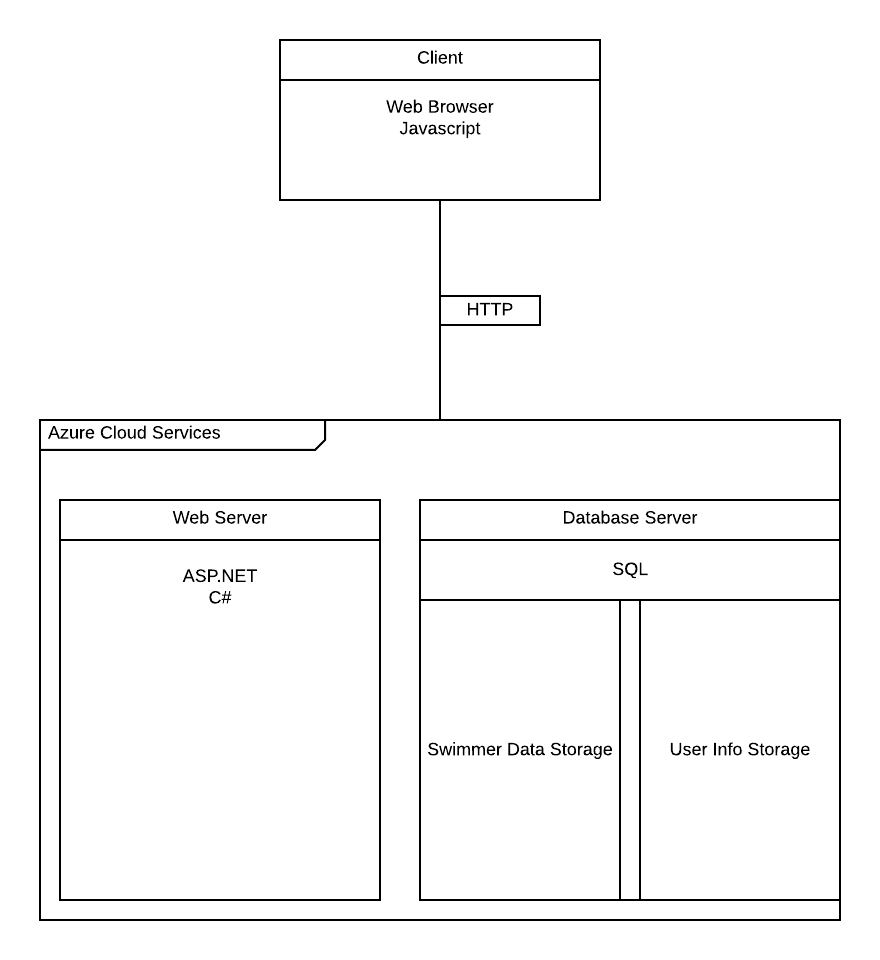 Client
Web Browser
Javascript
HTTP
Azure Cloud Services
Web Server
ASP.NET
C#
Database Server
SQL
Swimmer Data Storage
User Info Storage